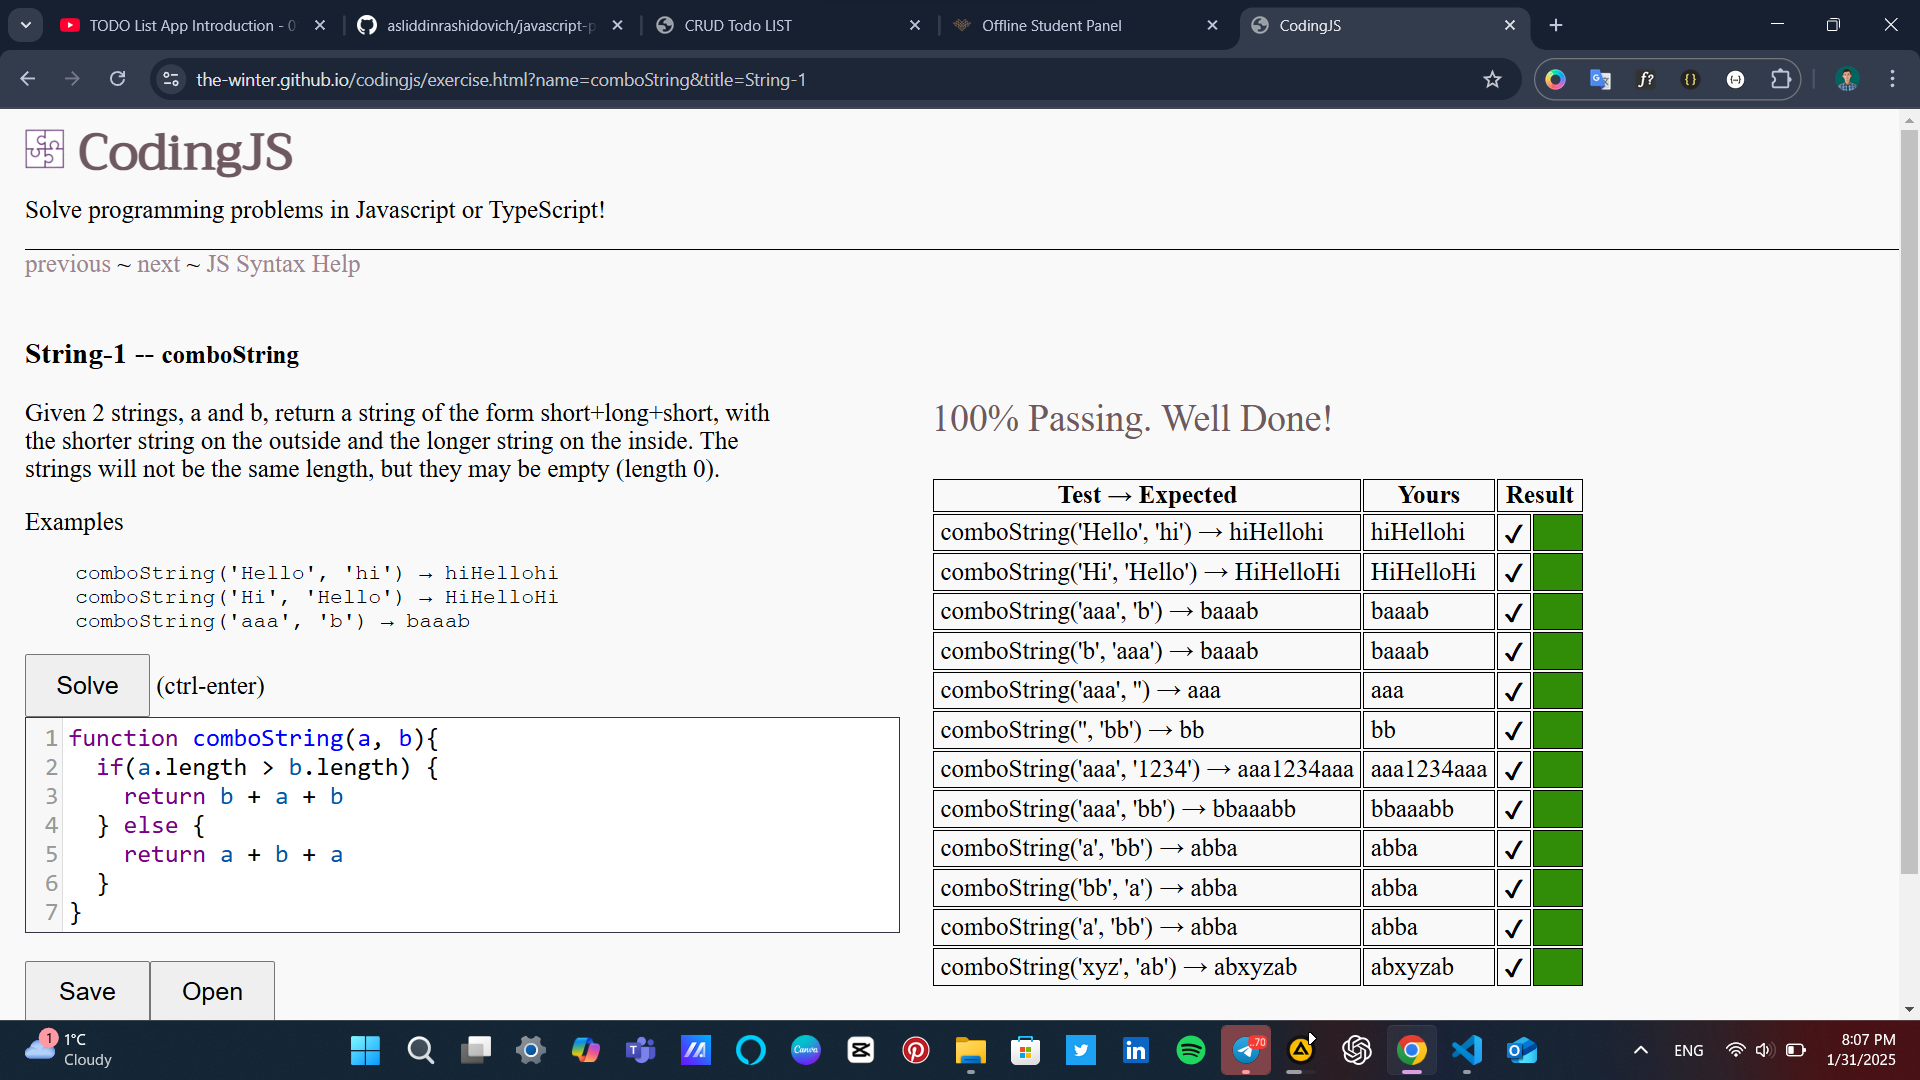 TODO List App Introduction - 0
asliddinrashidovich/javascript-p
CRUD Todo LIST
Offline Student Panel
CodingJS
the-winter.github.io/codingjs/exercise.html?name=comboString&title=String-1
CodingJS
Solve programming problems in Javascript or TypeScript!
previous ~ next ~ JS Syntax Help
String-1 -- comboString
Given 2 strings, a and b, return a string of the form short+long+short, with
the shorter string on the outside and the longer string on the inside. The
strings will not be the same length, but they may be empty (length 0).
Examples
comboString('Hello', 'hi') → hiHellohi
comboString('Hi', 'Hello') → HiHelloHi
comboString('aaa', 'b') → baaab
Solve (ctrl-enter)
1 function comboString(a, b){
2 if(a.length > b.length) {
3 return b + a + b
4 } else {
5 return a + b + a
6 }
7 }
Save Open
100% Passing. Well Done!
Test → Expected Yours Result
comboString('Hello', 'hi') → hiHellohi hiHellohi ✓
comboString('Hi', 'Hello') → HiHelloHi HiHelloHi ✓
comboString('aaa', 'b') → baaab baaab ✓
comboString('b', 'aaa') → baaab baaab ✓
comboString('aaa', '') → aaa aaa ✓
comboString('', 'bb') → bb bb ✓
comboString('aaa', '1234') → aaa1234aaa aaa1234aaa ✓
comboString('aaa', 'bb') → bbaaabb bbaaabb ✓
comboString('a', 'bb') → abba abba ✓
comboString('bb', 'a') → abba abba ✓
comboString('a', 'bb') → abba abba ✓
comboString('xyz', 'ab') → abxyzab abxyzab ✓
1
1°C
Cloudy
Canva
70
ENG
8:07 PM
1/31/2025